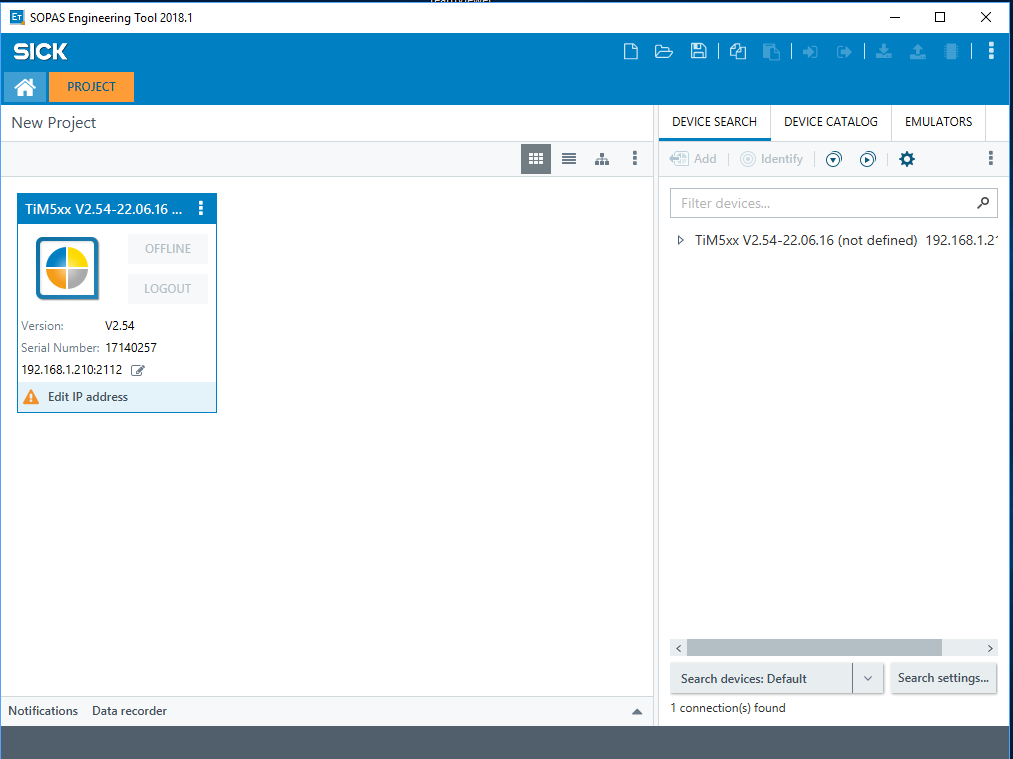 SOPAS Engineering Tool 2018.1
SICK
PROJECT
New Project
DEVICE SEARCH DEVICE CATALOG EMULATORS
Add Identify
Filter devices...
TiM5xx V2.54-22.06.16 (not defined) 192.168.1.21
TiM5xx V2.54-22.06.16 ...
OFFLINE
LOGOUT
Version: V2.54
Serial Number: 17140257
192.168.1.210:2112
Edit IP address
Search devices: Default Search settings...
1 connection(s) found
Notifications Data recorder